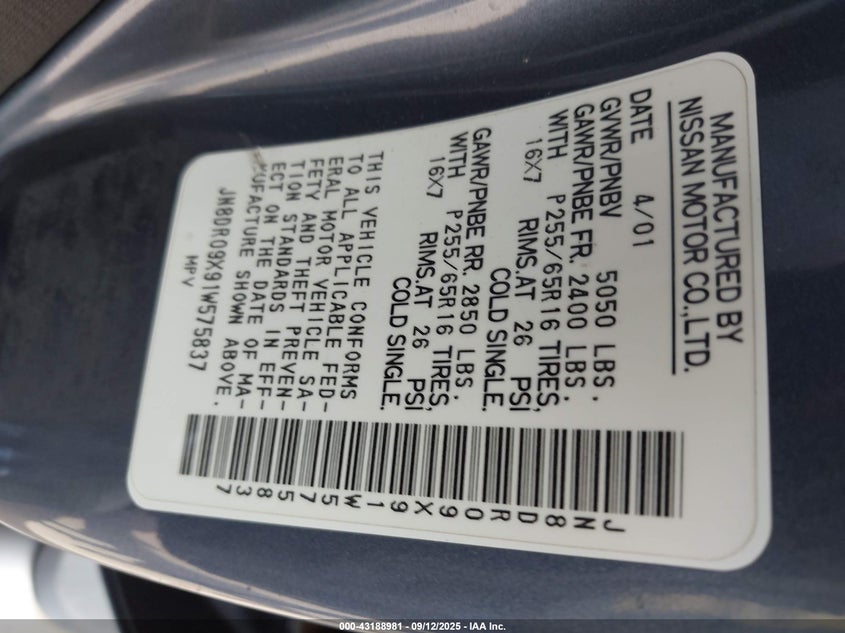 MANUFACTURED BY
NISSAN MOTOR CO.,LTD.
DATE 4/01
GVWR/PNBV 5050 LBS.
GAWR/PNBE FR. 2400 LBS.
WITH P255/65R16 TIRES,
16X7 RIMS.AT 26 PSI
COLD SINGLE.
GAWR/PNBE RR. 2850 LBS.
WITH P255/65R16 TIRES,
16X7 RIMS.AT 26 PSI
COLD SINGLE.
THIS VEHICLE CONFORMS
TO ALL APPLICABLE FED-
ERAL MOTOR VEHICLE SA-
FETY AND THEFT PREVEN-
TION STANDARDS IN EFF-
ECT ON THE DATE OF MA-
NUFACTURE SHOWN ABOVE.
JN8DR09X91W575837
MPV
JN8DR09X91W575837
000-43188981 / 09/12/2025 - IAA Inc.